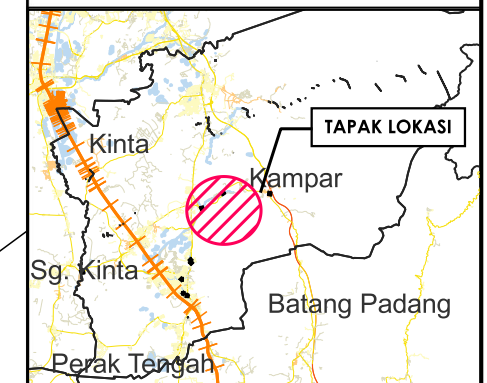 TAPAK LOKASI
Kinta
Kampar
Sg. Kinta
Batang Padang
Perak Tengah